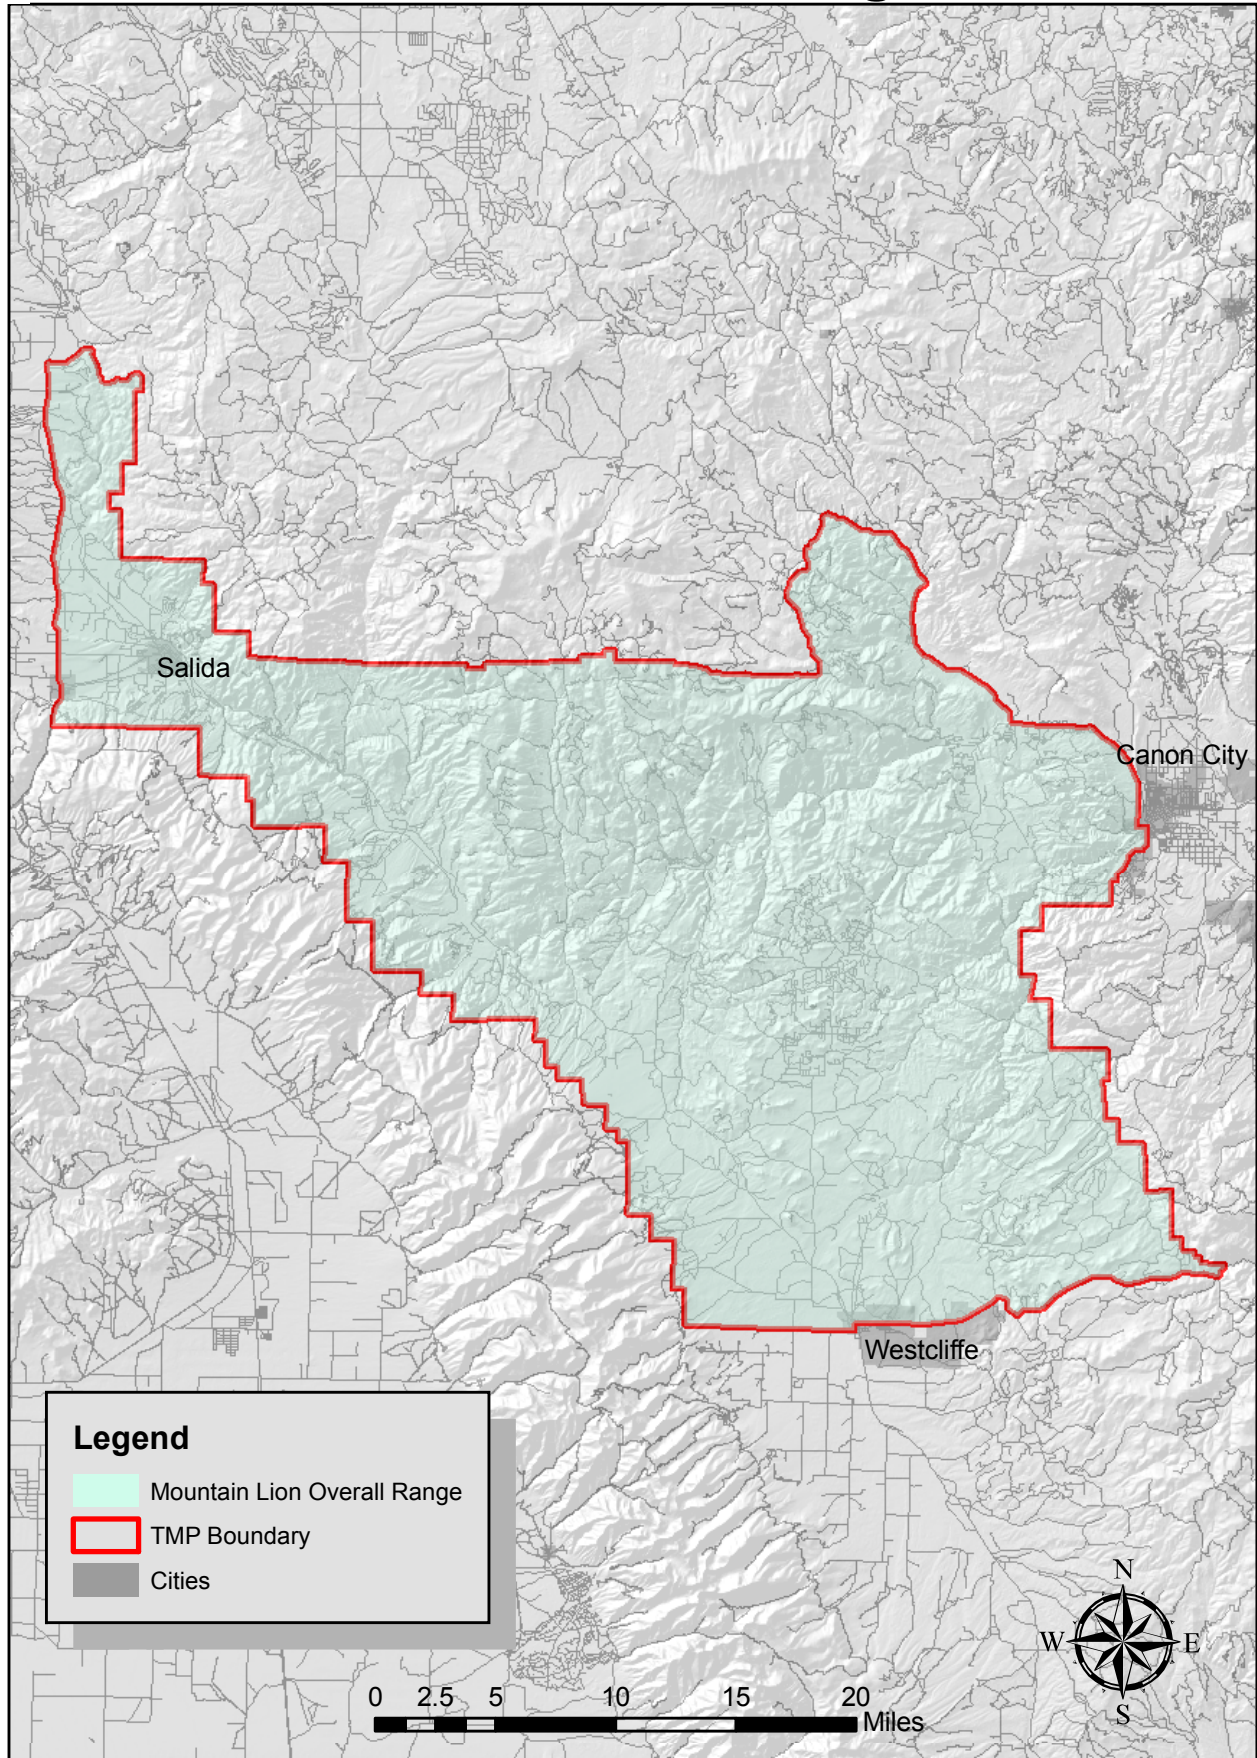 Salida
Canon City
Westcliffe
Legend
Mountain Lion Overall Range
TMP Boundary
Cities
N
W
E
S
0 2.5 5 10 15 20
Miles